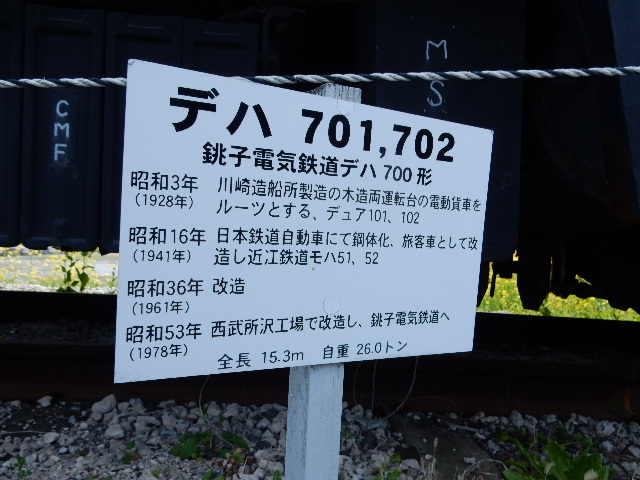 デハ 701,702
銚子電気鉄道デハ700形
昭和3年 川崎造船所製造の木造両運転台の電動貨車を
(1928年) ルーツとする、デュア101、102
昭和16年 日本鉄道自動車にて鋼体化、旅客車として改
(1941年) 造し近江鉄道モハ51、52
昭和36年 改造
(1961年)
昭和53年 西武所沢工場で改造し、銚子電気鉄道へ
(1978年)
全長 15.3m 自重 26.0トン
CMF
MS